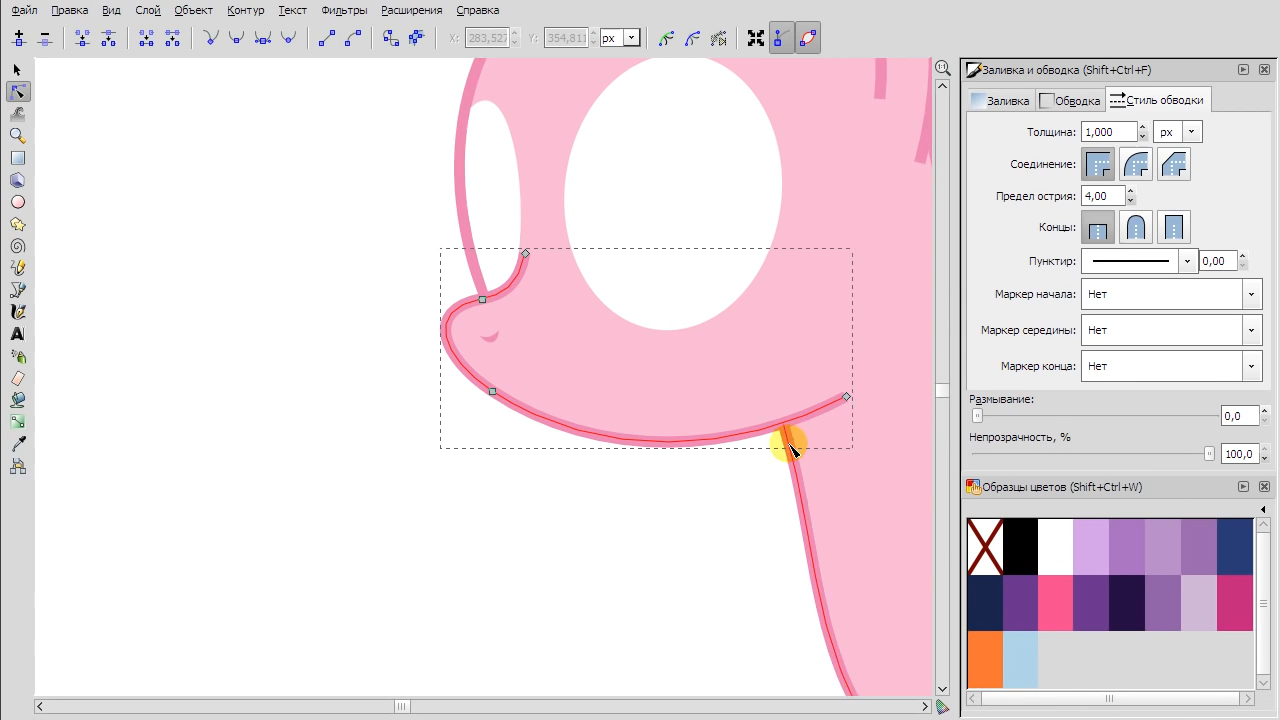 Файл Правка Вид Слой Объект Контур Текст Фильтры Расширения Справка
X: 283,527 Y: 354,811 px
1:1
Заливка и обводка (Shift+Ctrl+F)
Заливка Обводка Стиль обводки
Толщина: 1,000 px
Соединение:
Предел острия: 4,00
Концы:
Пунктир: 0,00
Маркер начала: Нет
Маркер середины: Нет
Маркер конца: Нет
Размывание:
0,0
Непрозрачность, %
100,0
Образцы цветов (Shift+Ctrl+W)